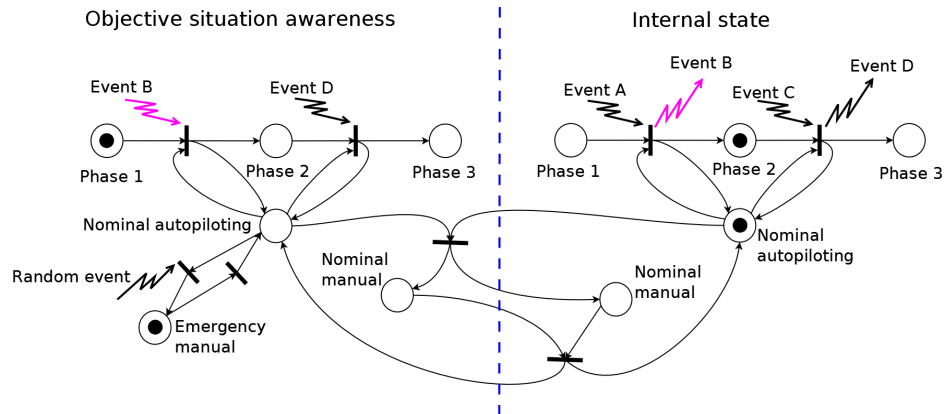 Objective situation awareness
Internal state
Event B
Event D
Event A
Event B
Event C
Event D
Phase 1
Phase 2
Phase 3
Phase 1
Phase 2
Phase 3
Nominal autopiloting
Nominal
autopiloting
Random event
Nominal
manual
Nominal
manual
Emergency
manual